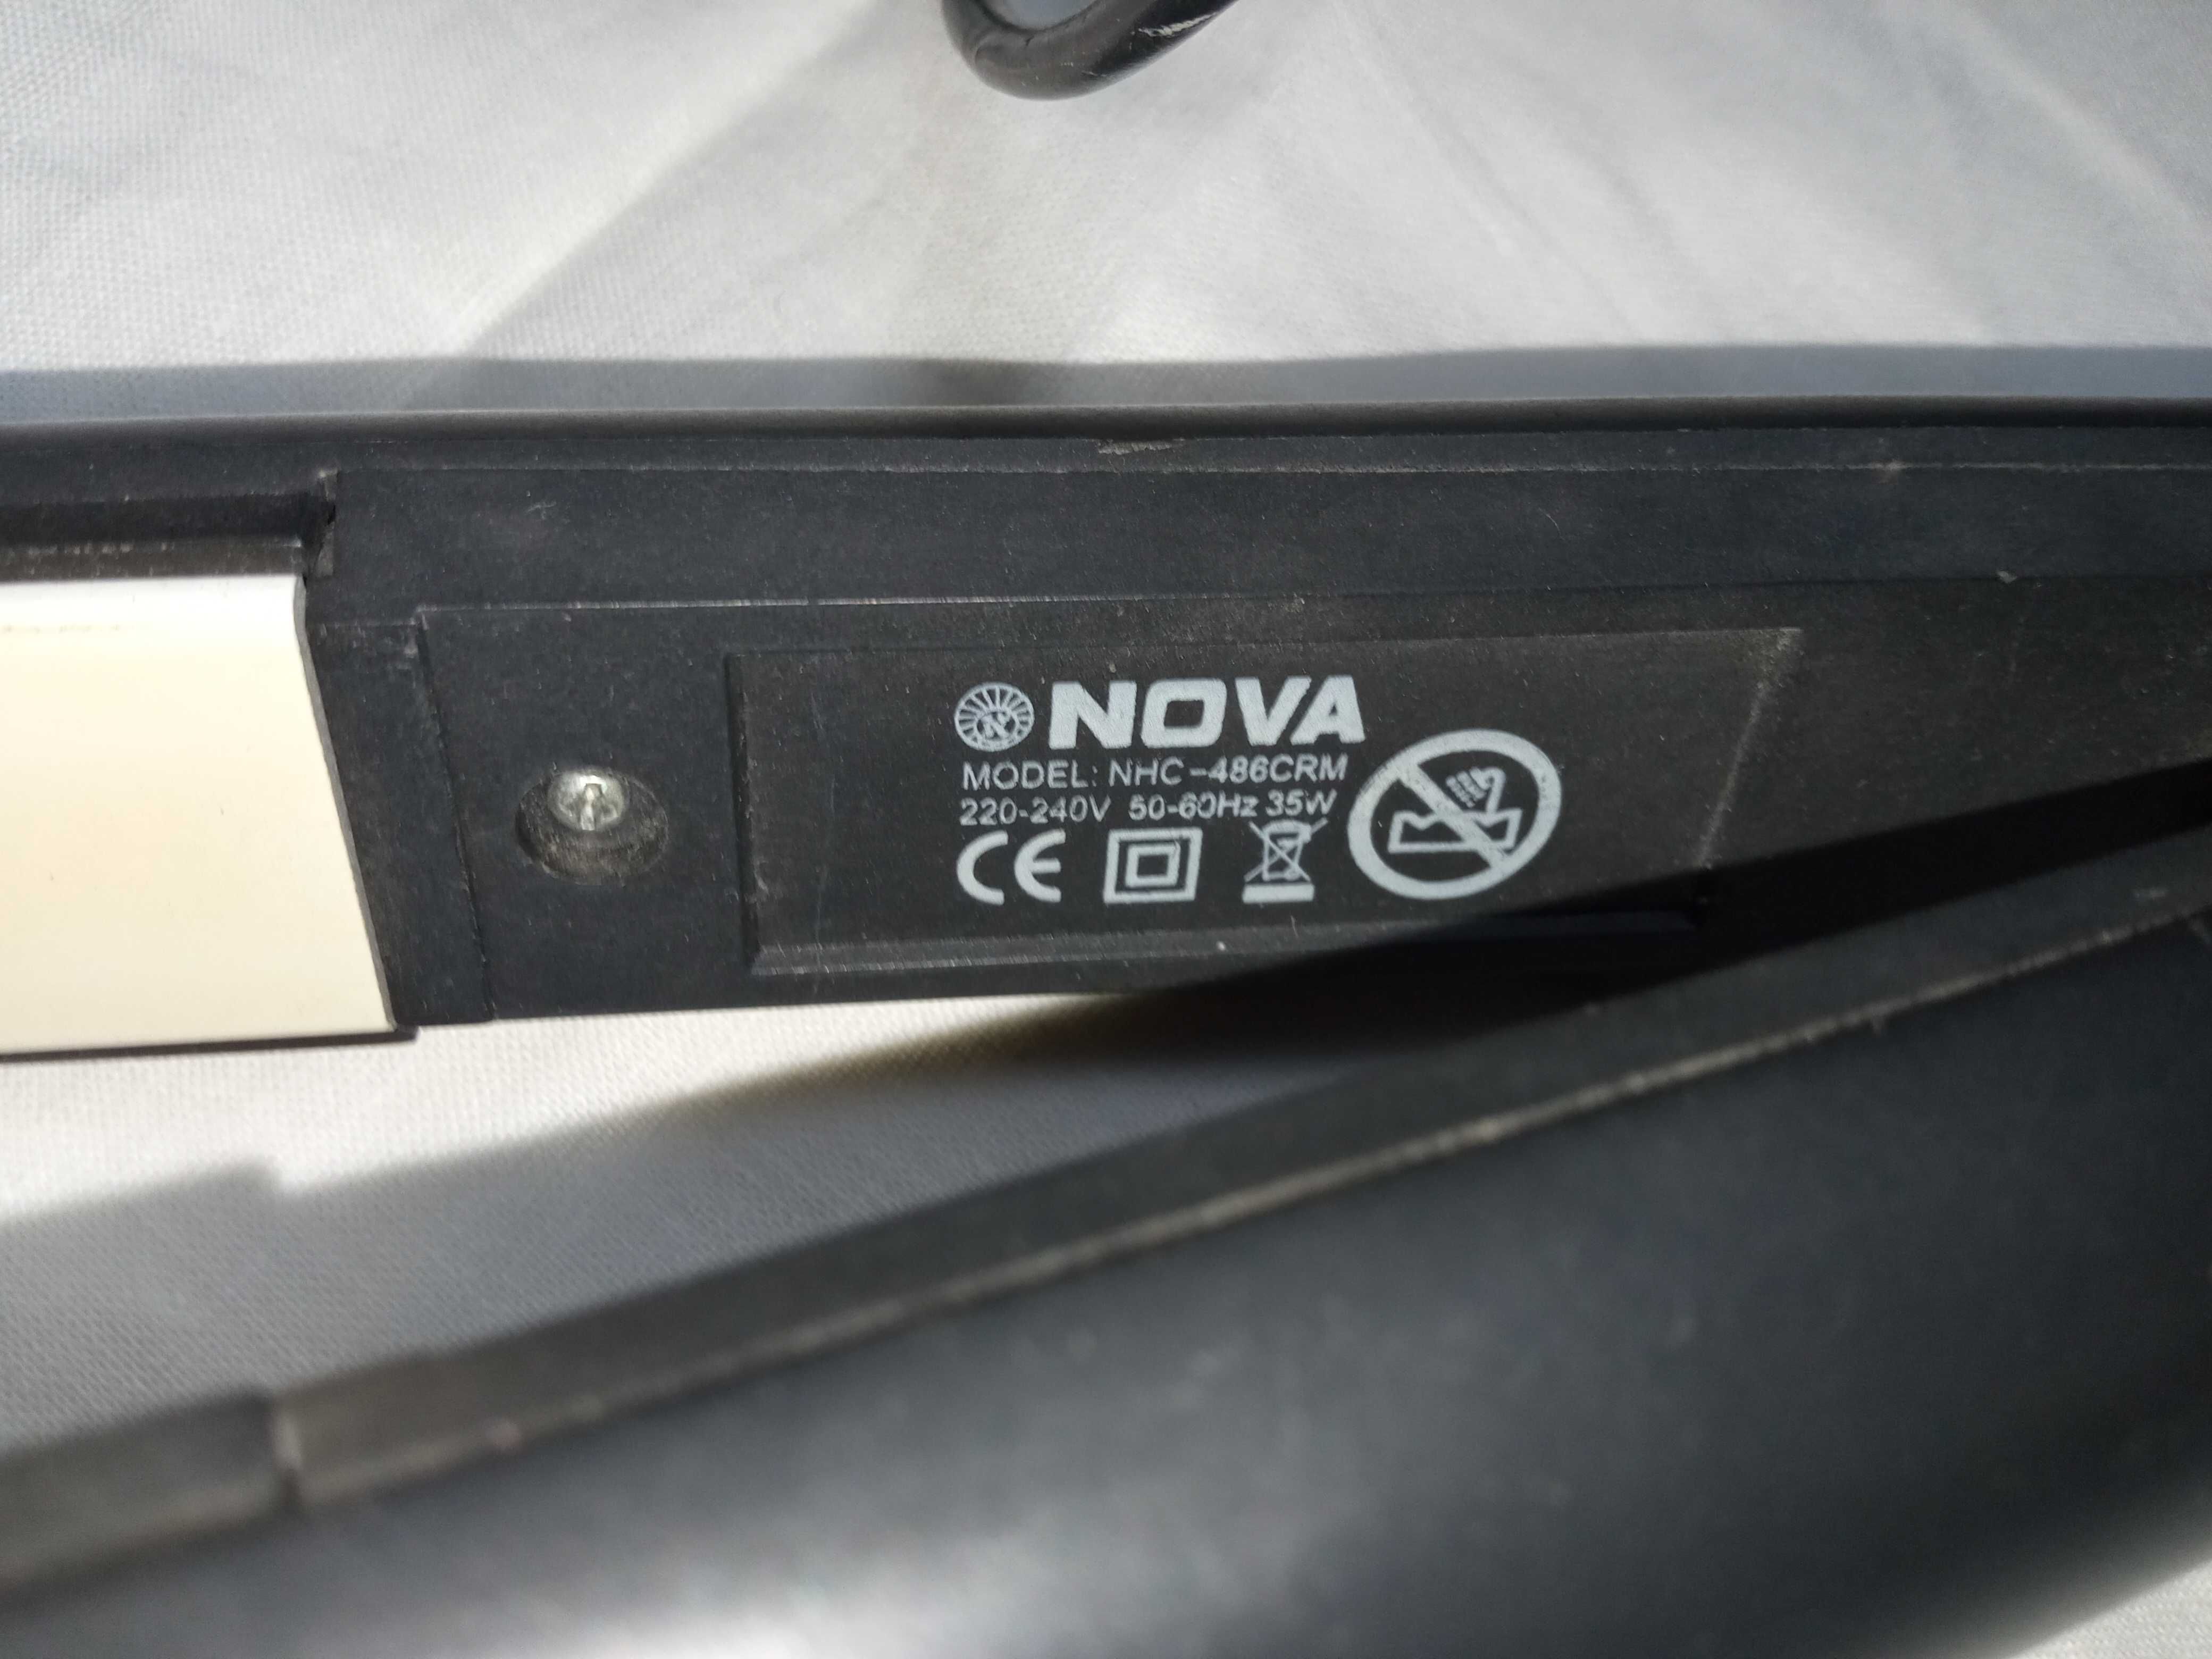 NOVA
MODEL: NHC-486CRM
220-240V 50-60Hz 35W
CE